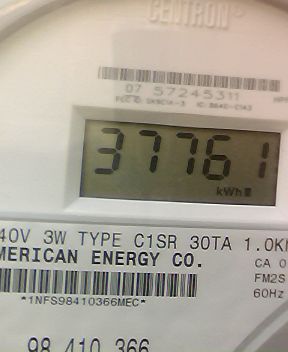 CENTRON
07 57245311
37761
kWh
40V 3W TYPE C1SR 30TA 1.0K
MERICAN ENERGY CO.
CA 0
FM2S
*1NFS98410366MEC*
60Hz
98 410 366